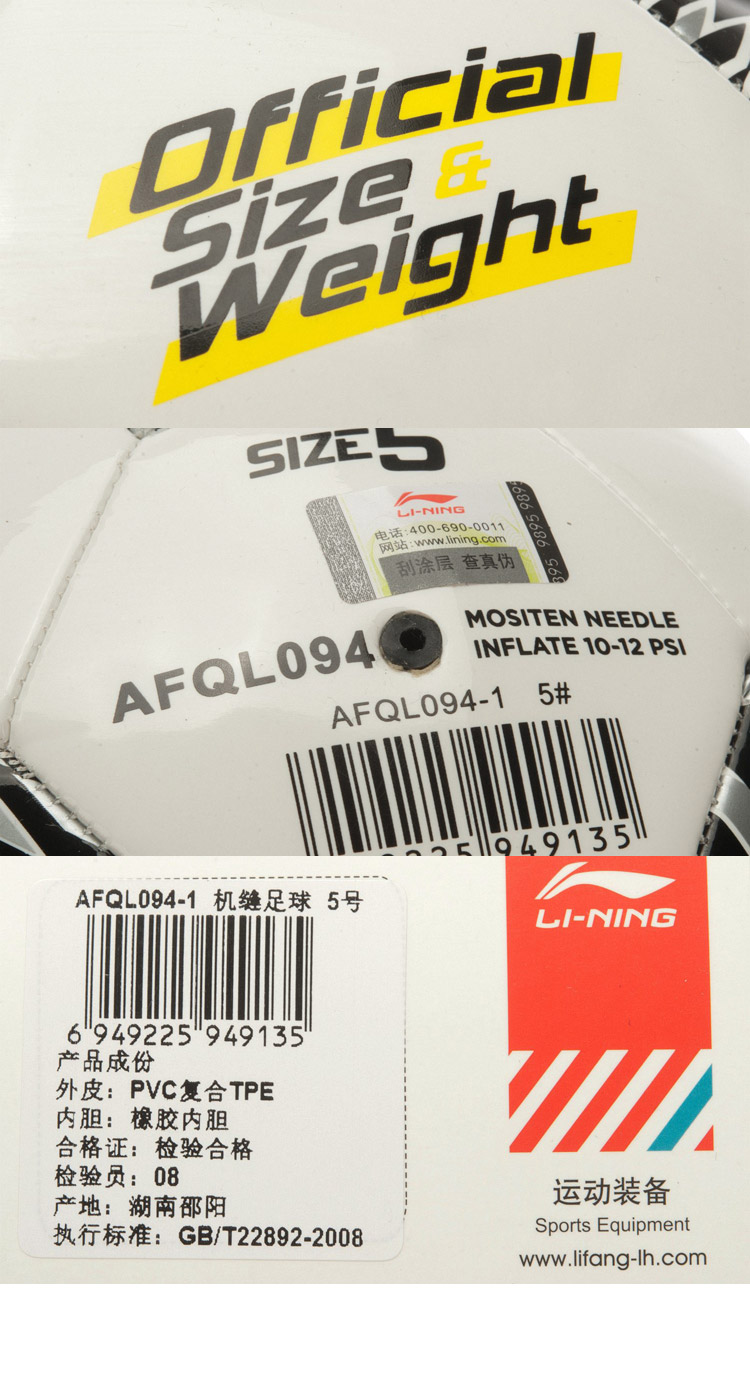 Official
Size &
Weight
SIZE 5
LI-NING
电话:400-690-0011
网站:www.lining.com
刮涂层 查真伪
9895 9895
AFQL094
MOSITEN NEEDLE
INFLATE 10-12 PSI
AFQL094-1 5#
949135
AFQL094-1 机缝足球 5号
6 949225 949135
产品成份
外皮：PVC复合TPE
内胆：橡胶内胆
合格证：检验合格
检验员：08
产地：湖南邵阳
执行标准：GB/T22892-2008
LI-NING
运动装备
Sports Equipment
www.lifang-lh.com